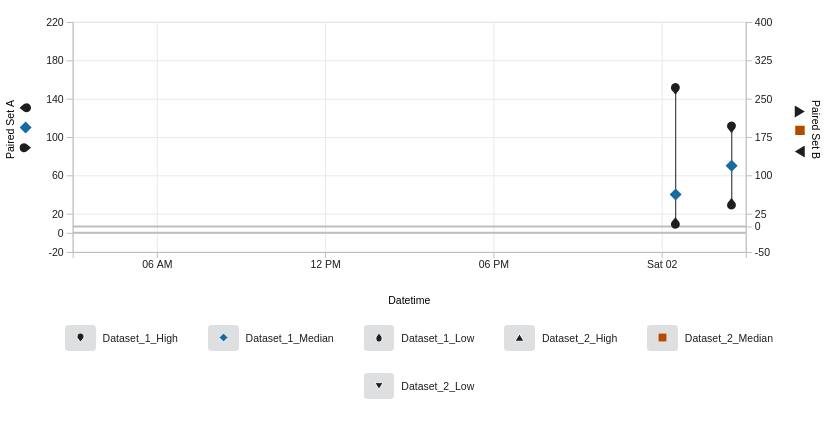 220
180
140
100
60
20
0
-20
Paired Set A
400
325
250
175
100
25
0
-50
Paired Set B
06 AM
12 PM
06 PM
Sat 02
Datetime
Dataset_1_High
Dataset_1_Median
Dataset_1_Low
Dataset_2_High
Dataset_2_Median
Dataset_2_Low